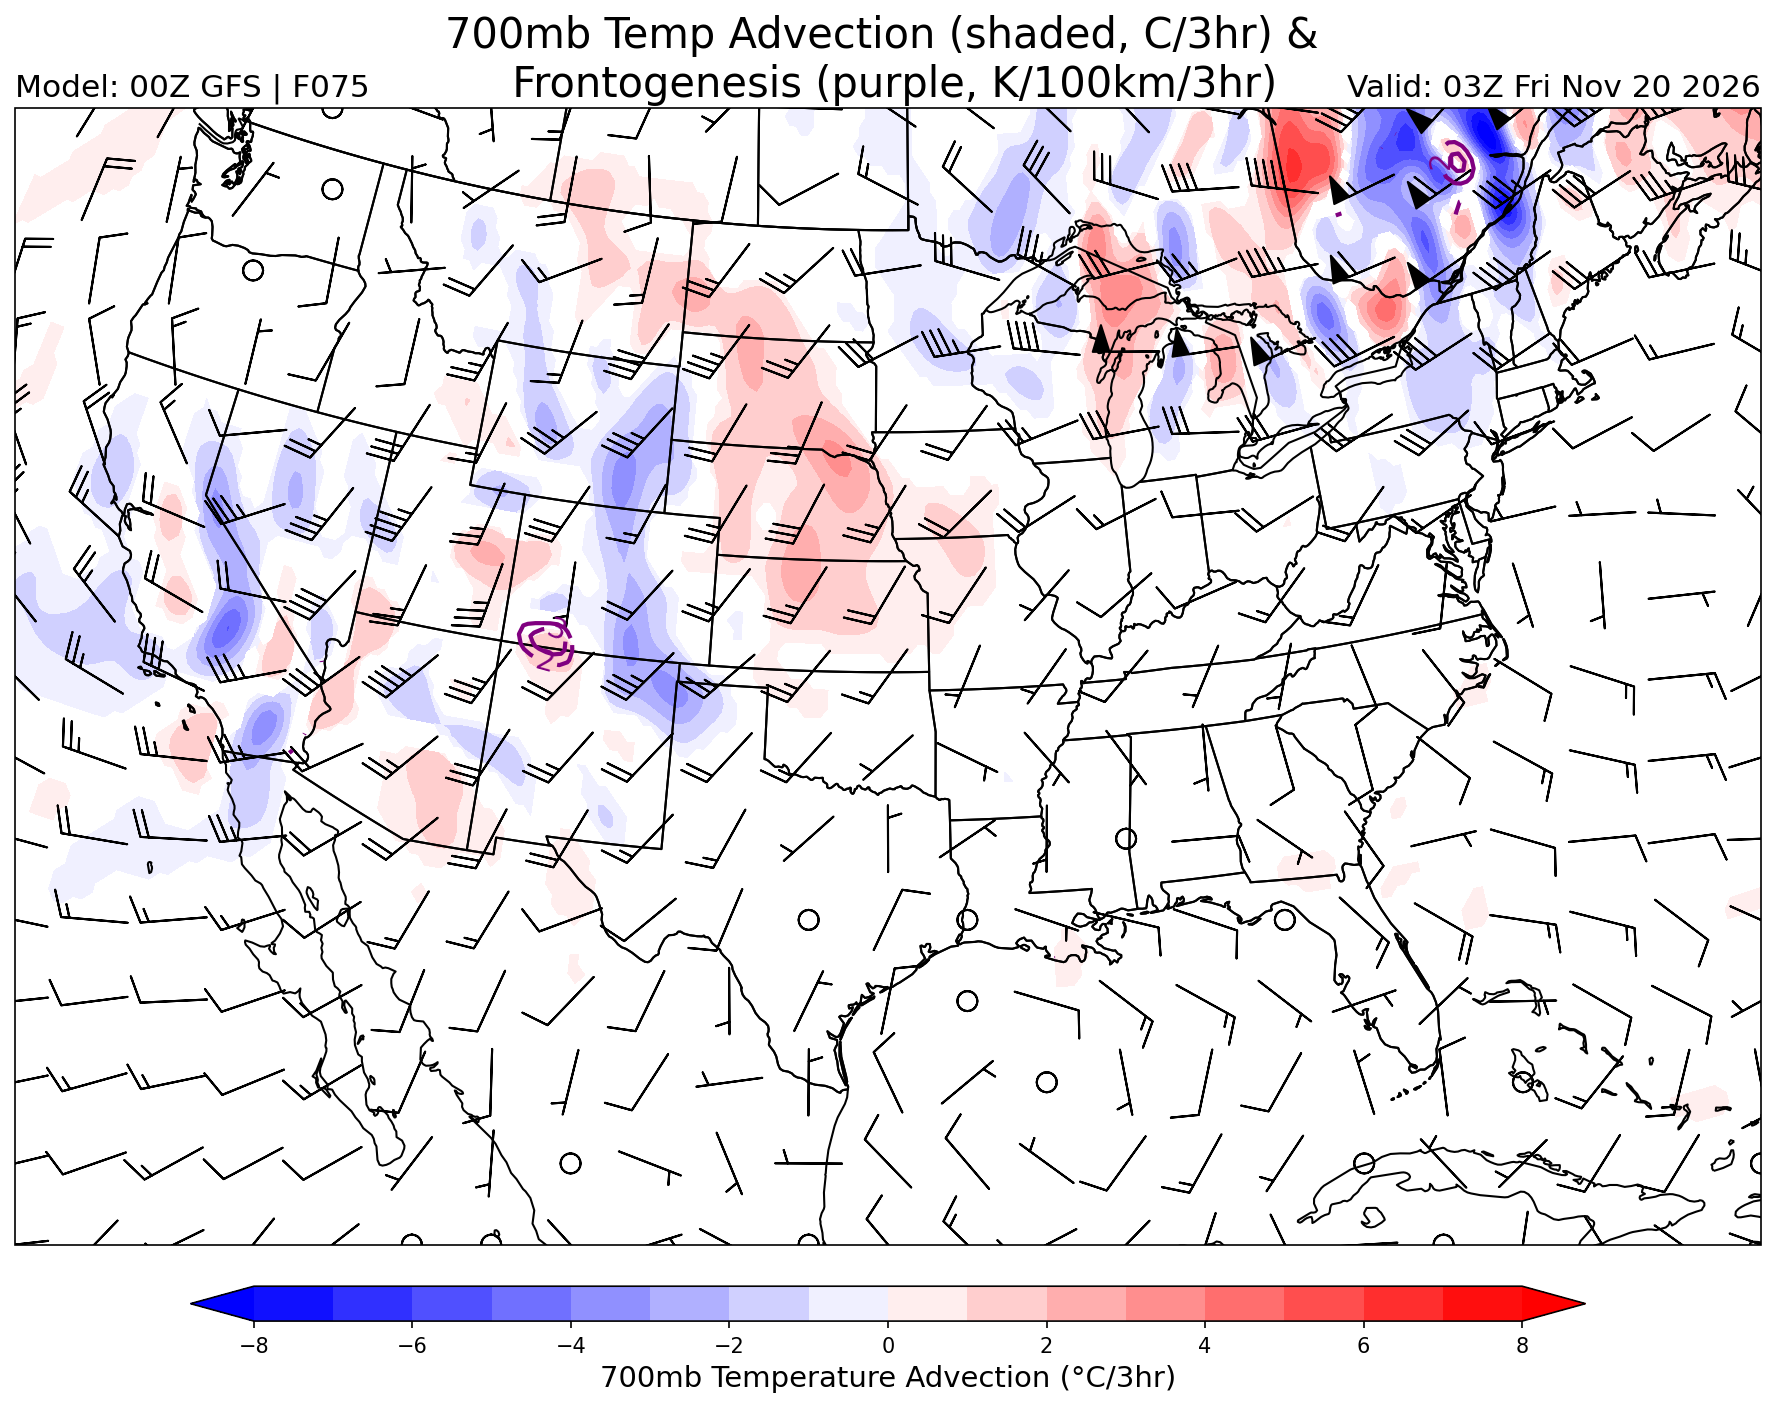 700mb Temp Advection (shaded, C/3hr) &
Frontogenesis (purple, K/100km/3hr)
Model: 00Z GFS | F075
Valid: 03Z Fri Nov 20 2026
−8 −6 −4 −2 0 2 4 6 8
700mb Temperature Advection (°C/3hr)